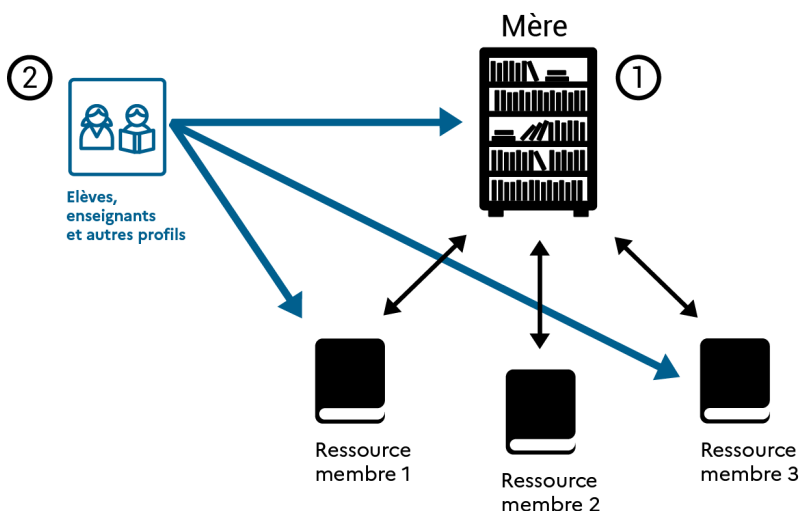 Mère
2
1
Elèves,
enseignants
et autres profils
Ressource
membre 1
Ressource
membre 2
Ressource
membre 3